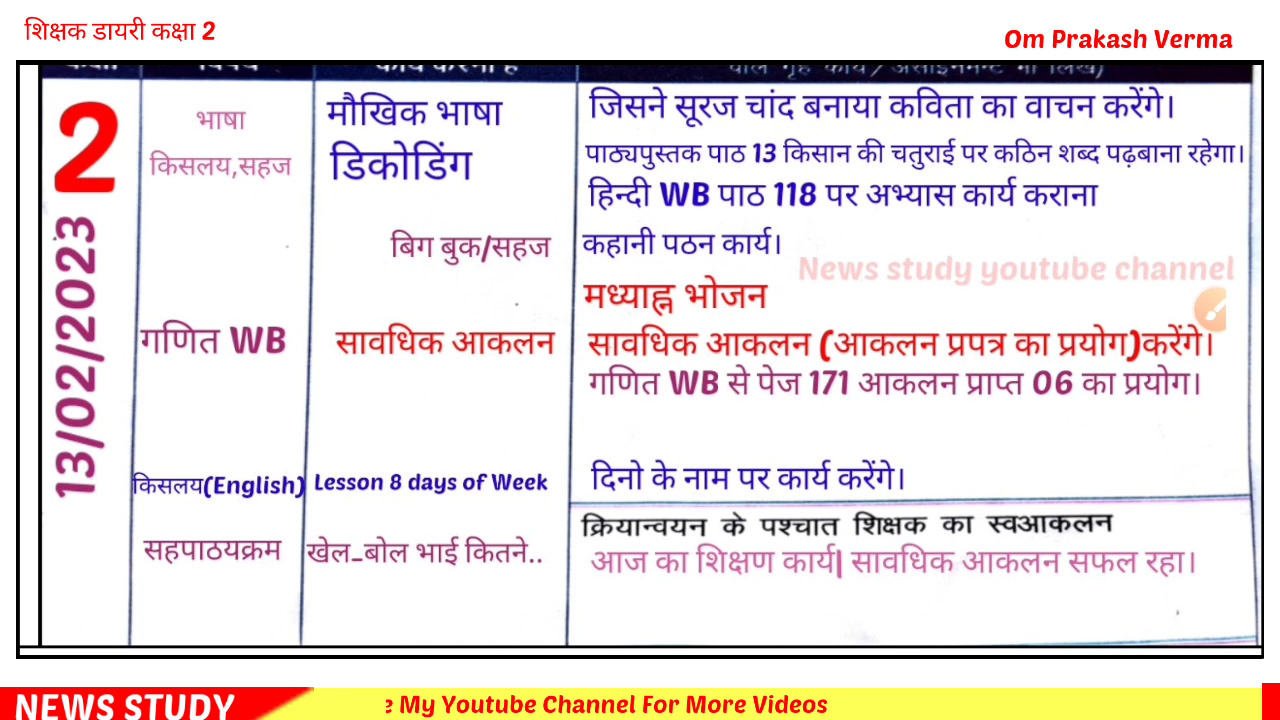 शिक्षक डायरी कक्षा 2
Om Prakash Verma
2
13/02/2023
भाषा
किसलय,सहज
मौखिक भाषा
डिकोडिंग
जिसने सूरज चांद बनाया कविता का वाचन करेंगे।
पाठ्यपुस्तक पाठ 13 किसान की चतुराई पर कठिन शब्द पढ़बाना रहेगा।
हिन्दी WB पाठ 118 पर अभ्यास कार्य कराना
बिग बुक/सहज
कहानी पठन कार्य।
News study youtube channel
मध्याह्न भोजन
गणित WB
सावधिक आकलन
सावधिक आकलन (आकलन प्रपत्र का प्रयोग)करेंगे।
गणित WB से पेज 171 आकलन प्राप्त 06 का प्रयोग।
किसलय(English)
Lesson 8 days of Week
दिनो के नाम पर कार्य करेंगे।
क्रियान्वयन के पश्चात शिक्षक का स्वआकलन
सहपाठयक्रम
खेल-बोल भाई कितने..
आज का शिक्षण कार्य| सावधिक आकलन सफल रहा।
NEWS STUDY
My Youtube Channel For More Videos